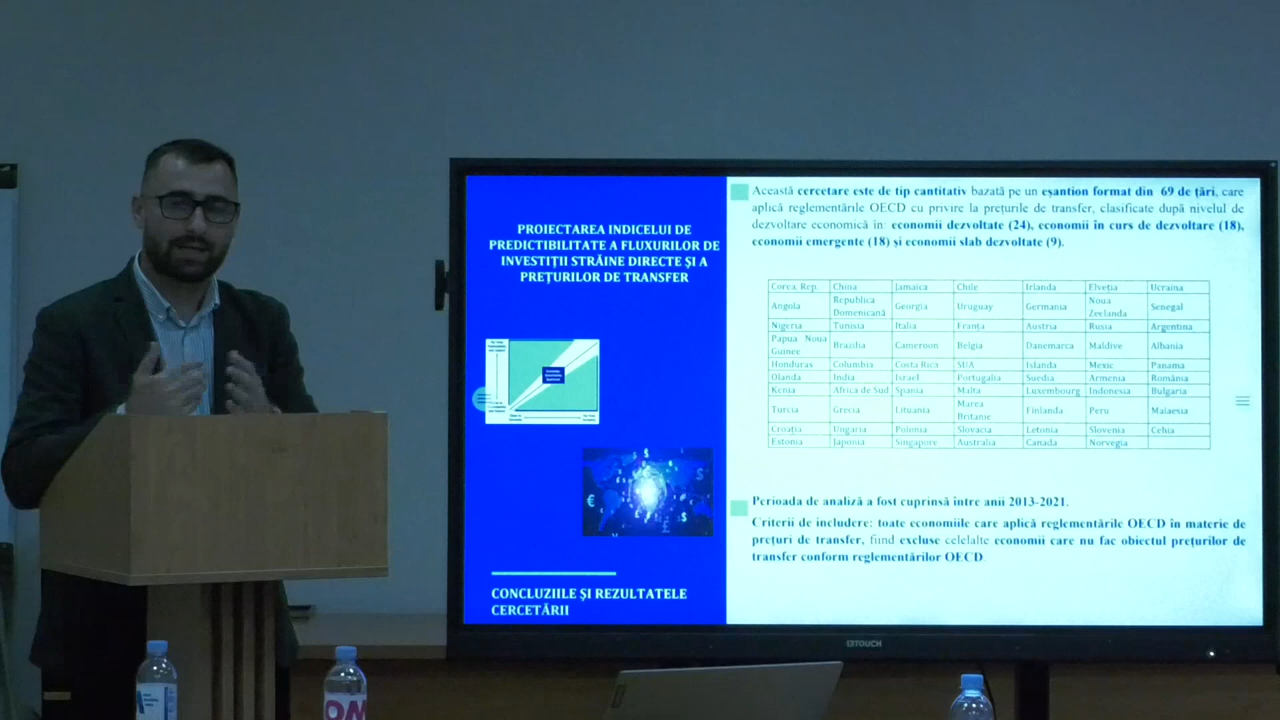 PROIECTAREA INDICELUI DE
PREDICTIBILITATE A FLUXURILOR DE
INVESTIȚII STRĂINE DIRECTE ȘI A
PREȚURILOR DE TRANSFER
CONCLUZIILE ȘI REZULTATELE
CERCETĂRII
Această cercetare este de tip cantitativ bazată pe un eșantion format din 69 de țări, care
aplică reglementările OECD cu privire la prețurile de transfer, clasificate după nivelul de
dezvoltare economică în: economii dezvoltate (24), economii în curs de dezvoltare (18),
economii emergente (18) și economii slab dezvoltate (9).
Corea, Rep. China Jamaica Chile Irlanda Elveția Ucraina
Angola Republica Domenicană Georgia Uruguay Germania Noua Zeelanda Senegal
Nigeria Tunisia Italia Franța Austria Rusia Argentina
Papua Noua Guinee Brazilia Cameroon Belgia Danemarca Maldive Albania
Honduras Columbia Costa Rica SUA Islanda Mexic Panama
Olanda India Israel Portugalia Suedia Armenia România
Kenia Africa de Sud Spania Malta Luxembourg Indonesia Bulgaria
Turcia Grecia Lituania Marea Britanie Finlanda Peru Malaesia
Croația Ungaria Polonia Slovacia Letonia Slovenia Cehia
Estonia Japonia Singapore Australia Canada Norvegia
Perioada de analiză a fost cuprinsă între anii 2013-2021.
Criterii de includere: toate economiile care aplică reglementările OECD în materie de
prețuri de transfer, fiind excluse celelalte economii care nu fac obiectul prețurilor de
transfer conform reglementărilor OECD.
OM